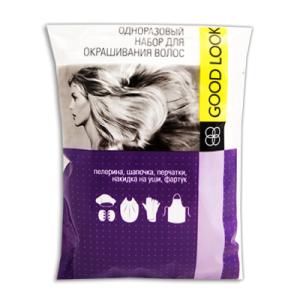 ОДНОРАЗОВЫЙ
НАБОР ДЛЯ
ОКРАШИВАНИЯ ВОЛОС
GOOD LOOK
пелерина, шапочка, перчатки,
накидка на уши, фартук